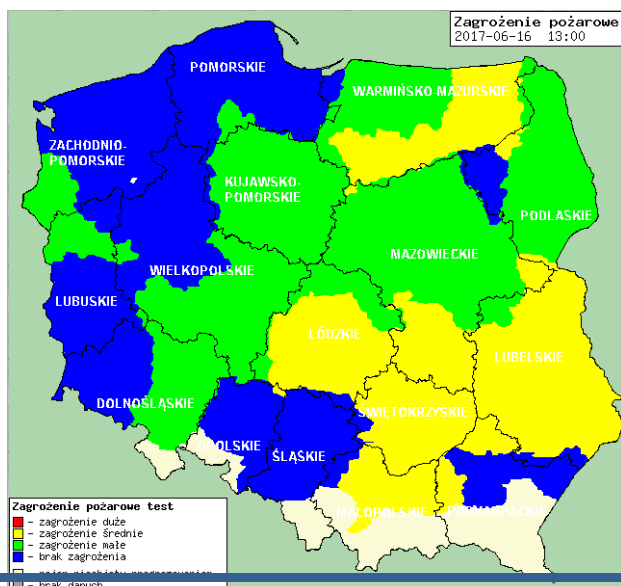 Zagrożenie pożarowe
2017-06-16 13:00
POMORSKIE
WARMIŃSKO-MAZURSKIE
ZACHODNIO-
POMORSKIE
KUJAWSKO-
POMORSKIE
PODLASKIE
MAZOWIECKIE
WIELKOPOLSKIE
LUBUSKIE
ŁÓDZKIE
LUBELSKIE
DOLNOŚLĄSKIE
ŚWIĘTOKRZYSKIE
OPOLSKIE
ŚLĄSKIE
MAŁOPOLSKIE
PODKARPACKIE
Zagrożenie pożarowe test
- zagrożenie duże
- zagrożenie średnie
- zagrożenie małe
- brak zagrożenia
- brak danych